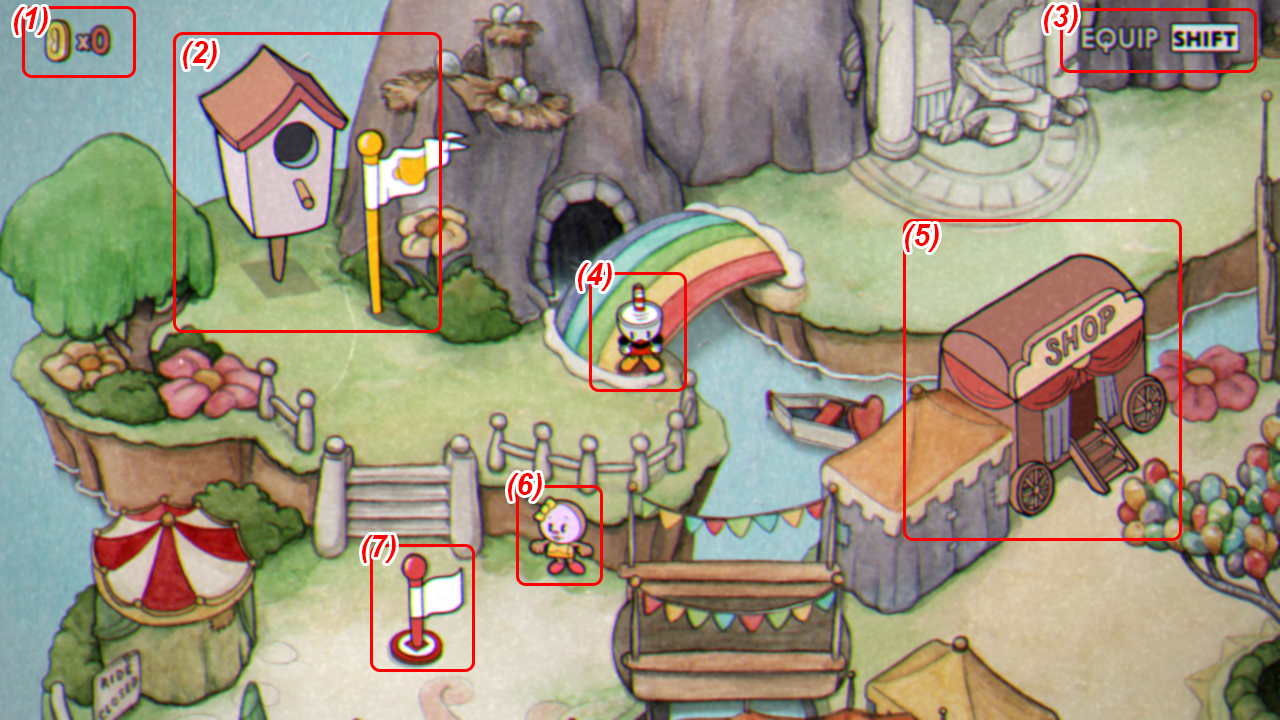 (1)
x0
(2)
(3)
EQUIP SHIFT
(4)
(5)
SHOP
(6)
(7)
RIDE
CLOSED